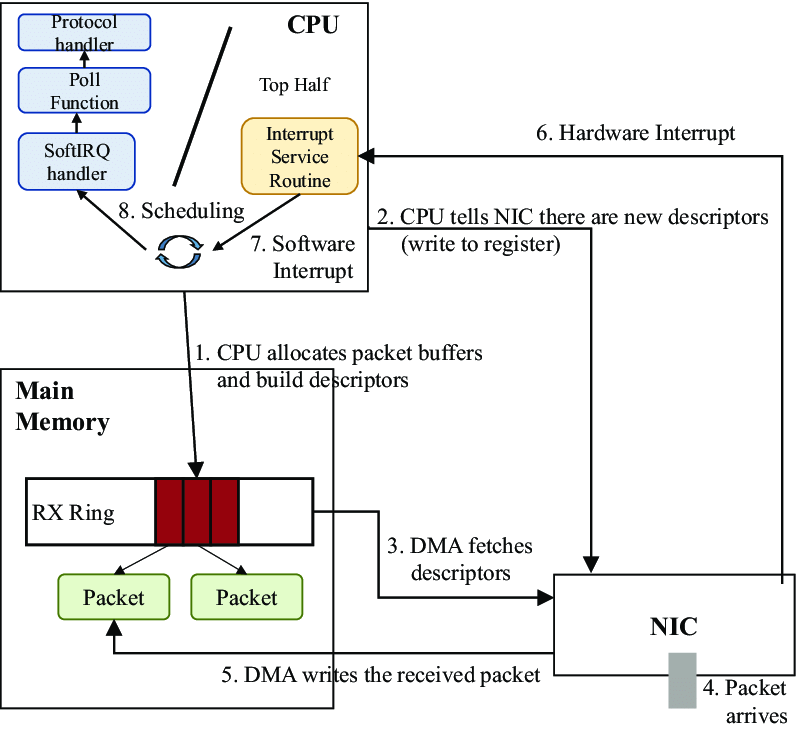 CPU
Protocol
handler
Poll
Function
SoftIRQ
handler
Top Half
Interrupt
Service
Routine
8. Scheduling
7. Software
Interrupt
6. Hardware Interrupt
2. CPU tells NIC there are new descriptors
(write to register)
1. CPU allocates packet buffers
and build descriptors
Main
Memory
RX Ring
Packet
Packet
3. DMA fetches
descriptors
NIC
5. DMA writes the received packet
4. Packet
arrives